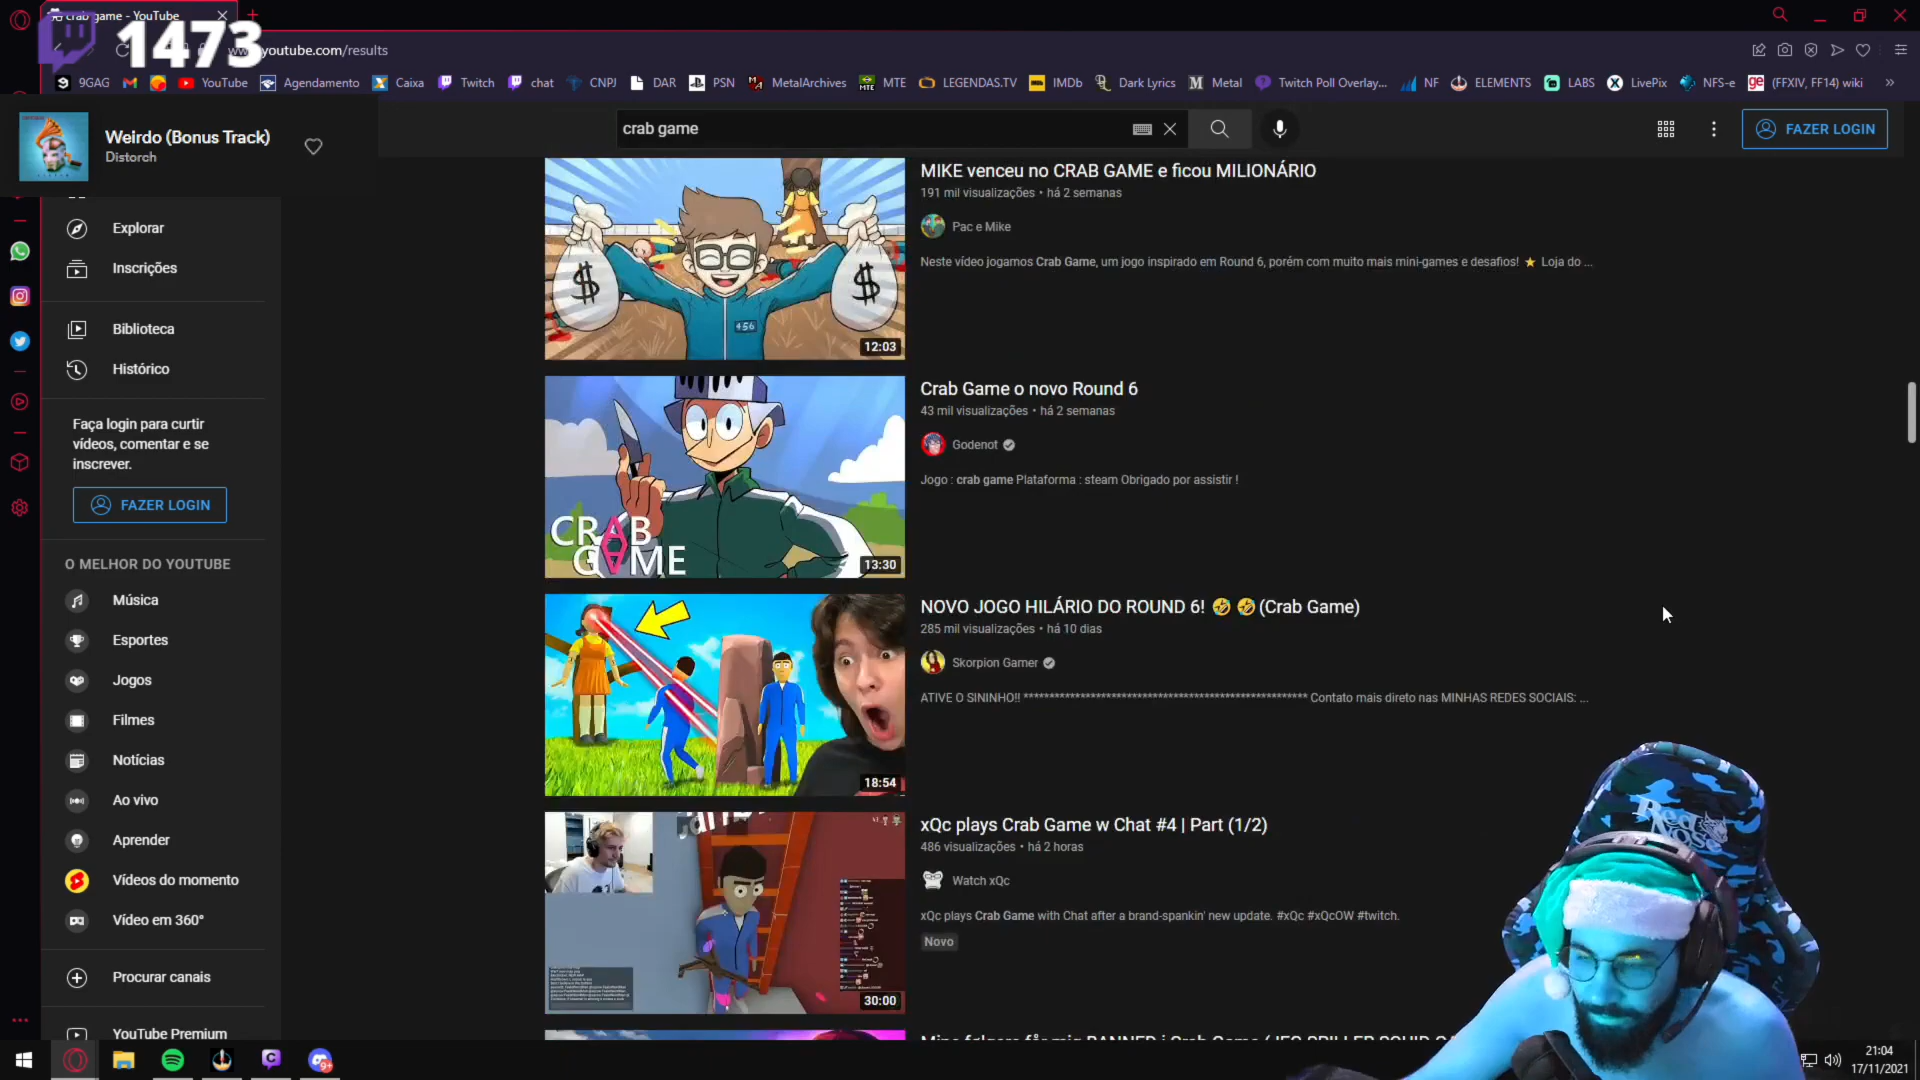 crab game - YouTube
1473
www.youtube.com/results
9GAG
YouTube
Agendamento
Caixa
Twitch
chat
CNPJ
DAR
PSN
MetalArchives
MTE
LEGENDAS.TV
IMDb
Dark Lyrics
Metal
Twitch Poll Overlay...
NF
ELEMENTS
LABS
LivePix
NFS-e
(FFXIV, FF14) wiki
Weirdo (Bonus Track)
Distorch
crab game
FAZER LOGIN
Explorar
Inscrições
Biblioteca
Histórico
Faça login para curtir
vídeos, comentar e se
inscrever.
FAZER LOGIN
O MELHOR DO YOUTUBE
Música
Esportes
Jogos
Filmes
Notícias
Ao vivo
Aprender
Vídeos do momento
Vídeo em 360°
Procurar canais
YouTube Premium
$ $
456
12:03
MIKE venceu no CRAB GAME e ficou MILIONÁRIO
191 mil visualizações • há 2 semanas
Pac e Mike
Neste vídeo jogamos Crab Game, um jogo inspirado em Round 6, porém com muito mais mini-games e desafios! ⭐ Loja do ...
CRAB
GAME
13:30
Crab Game o novo Round 6
43 mil visualizações • há 2 semanas
Godenot
Jogo : crab game Plataforma : steam Obrigado por assistir !
18:54
NOVO JOGO HILÁRIO DO ROUND 6! 🤣 🤣 (Crab Game)
285 mil visualizações • há 10 dias
Skorpion Gamer
ATIVE O SININHO!! ****************************************************** Contato mais direto nas MINHAS REDES SOCIAIS: ...
30:00
xQc plays Crab Game w Chat #4 | Part (1/2)
486 visualizações • há 2 horas
Watch xQc
xQc plays Crab Game with Chat after a brand-spankin' new update. #xQc #xQcOW #twitch.
Novo
9+
21:04
17/11/2021